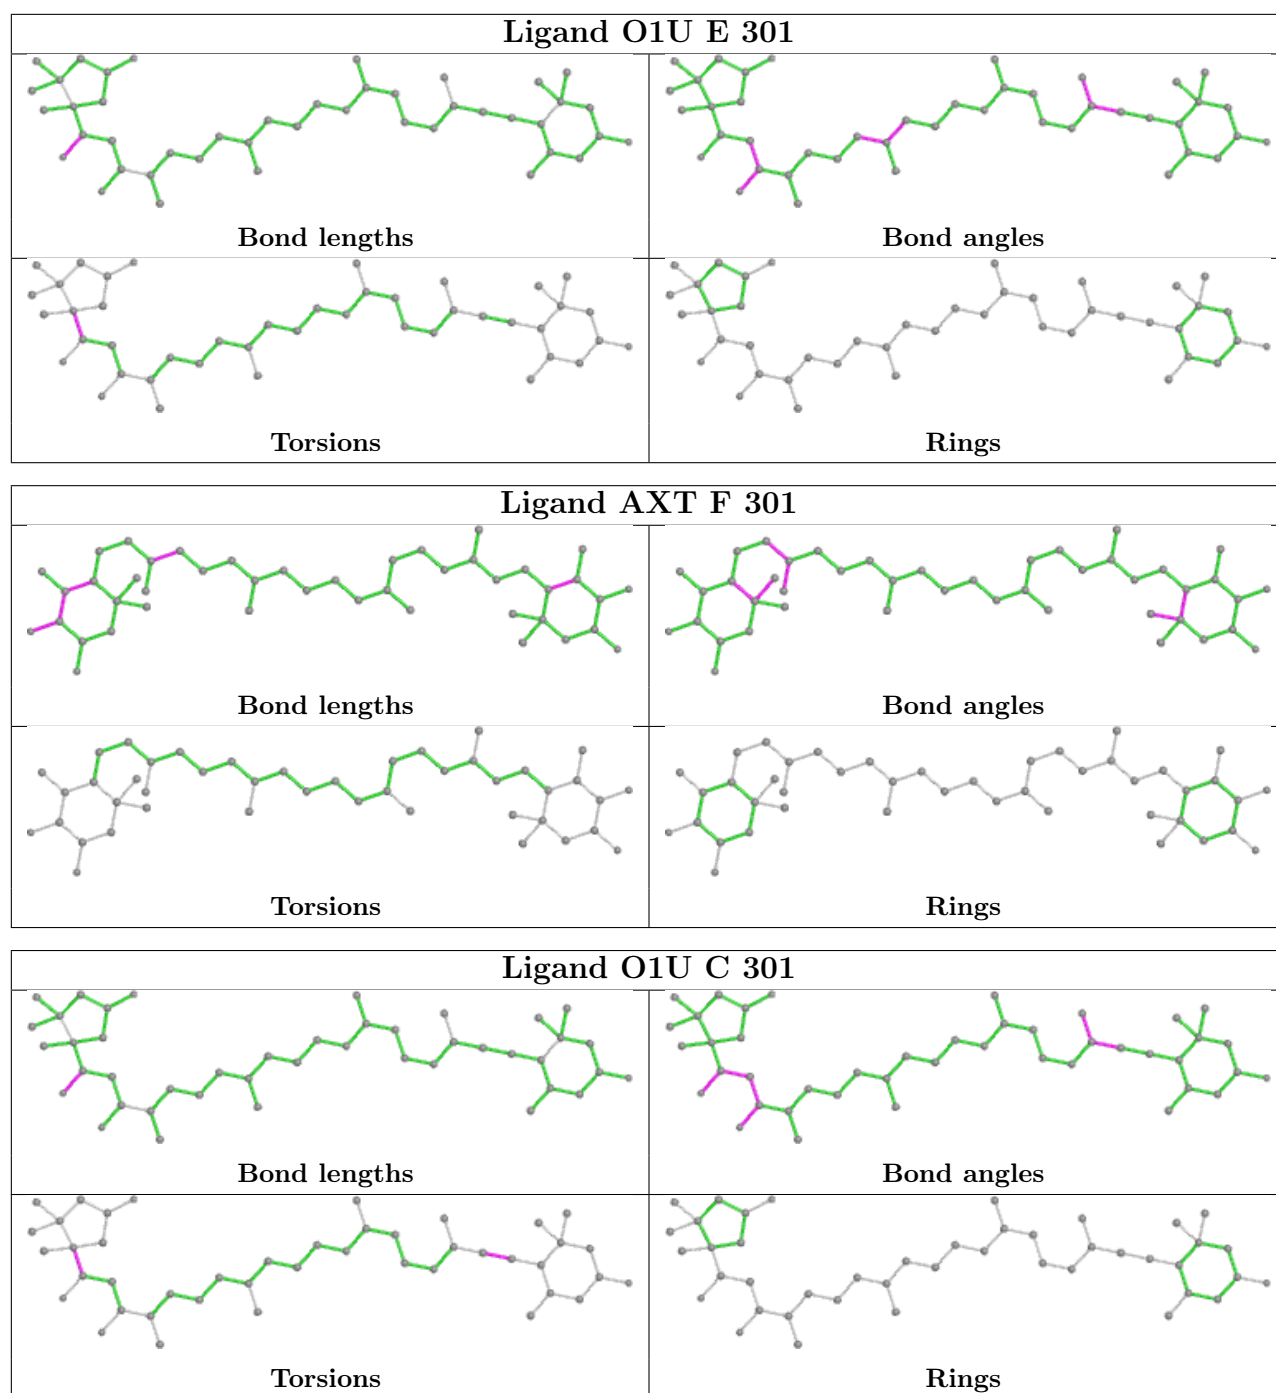 Ligand O1U E 301
Bond lengths
Bond angles
Torsions
Rings
Ligand AXT F 301
Bond lengths
Bond angles
Torsions
Rings
Ligand O1U C 301
Bond lengths
Bond angles
Torsions
Rings